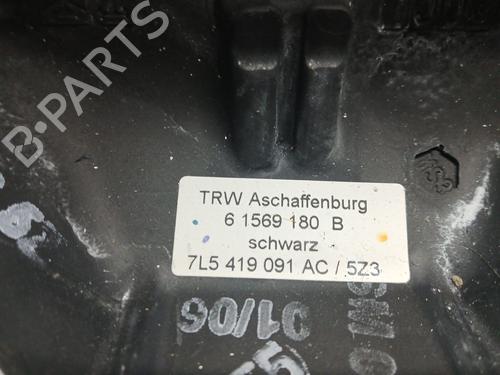 B-PARTS
TRW Aschaffenburg
6 1569 180 B
schwarz
7L5 419 091 AC / 5Z3
01/06